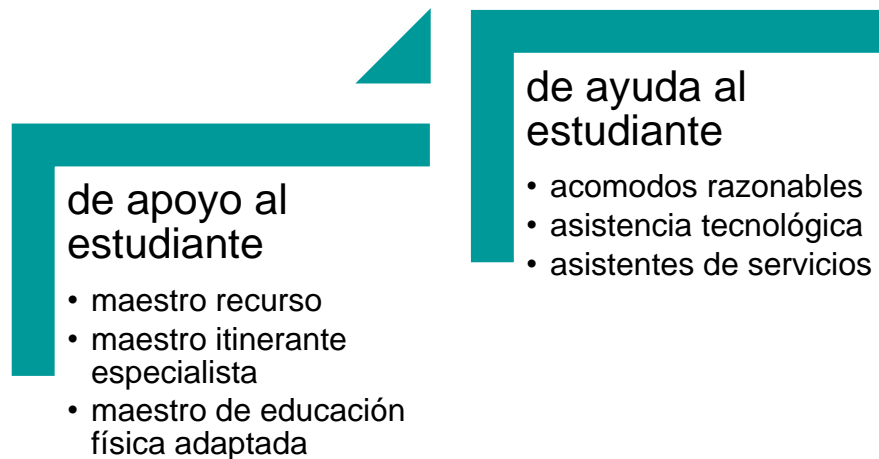 de apoyo al
estudiante
• maestro recurso
• maestro itinerante
especialista
• maestro de educación
física adaptada
de ayuda al
estudiante
• acomodos razonables
• asistencia tecnológica
• asistentes de servicios